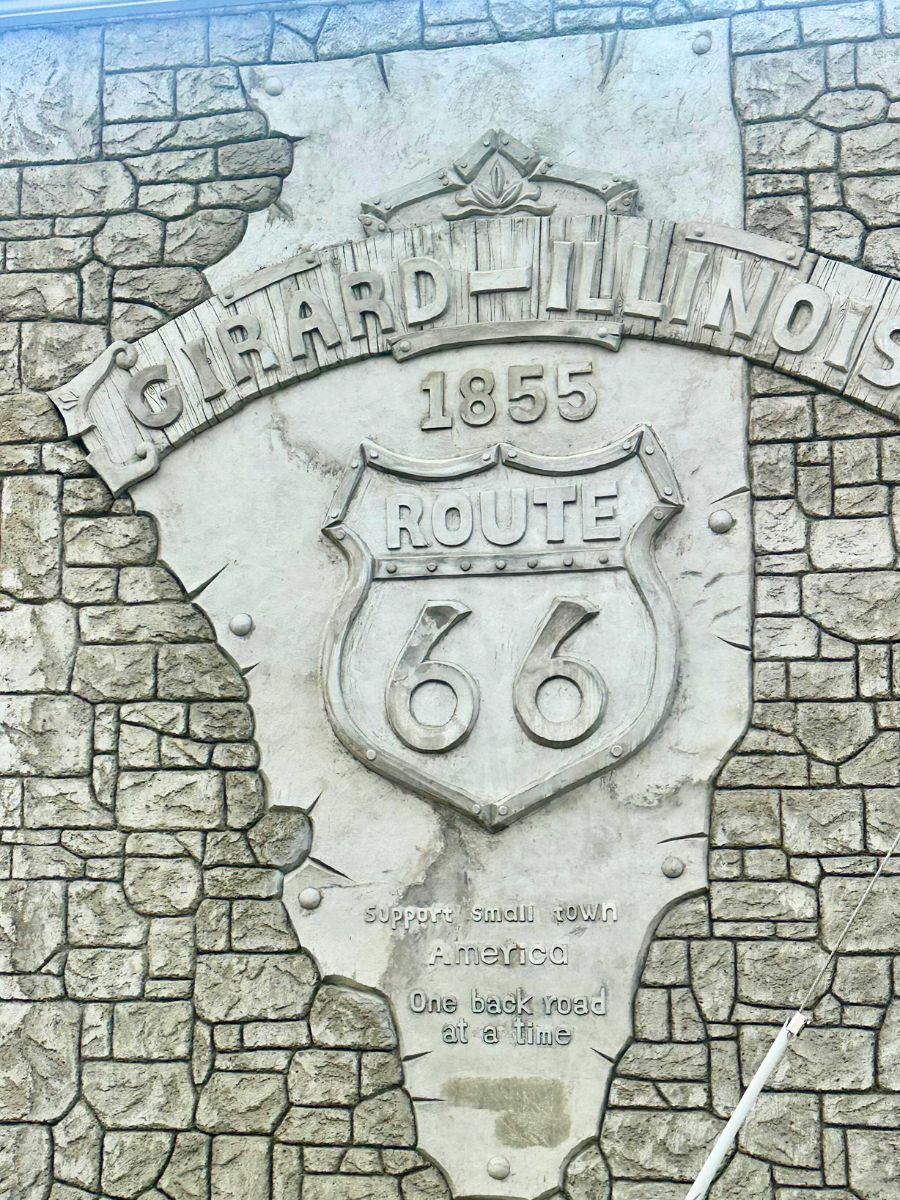 GIRARD-ILLINOIS
1855
ROUTE
66
Support small town
America
One back road
at a time